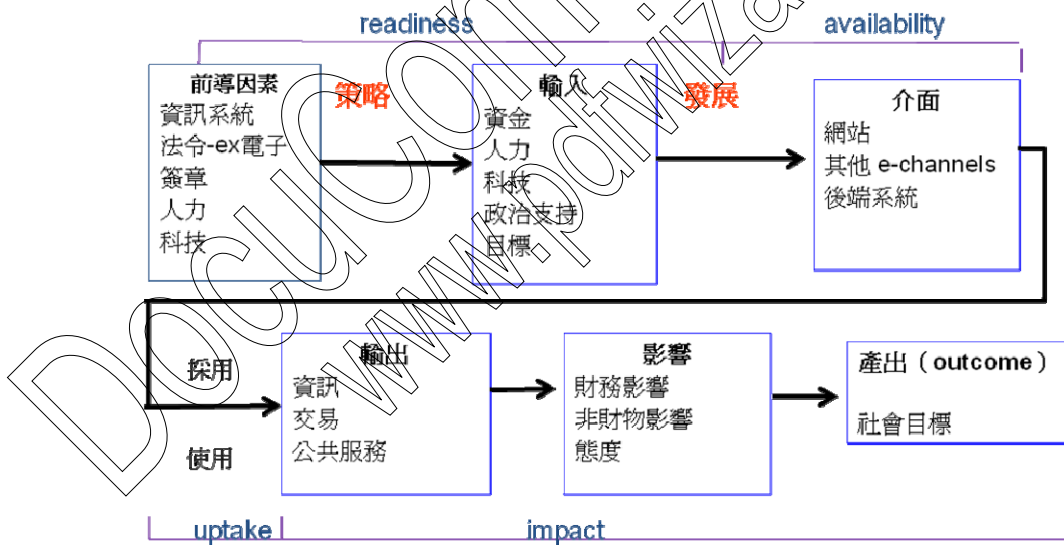 readiness
availability
前導因素
資訊系統
法令-ex電子
簽章
人力
科技
策略
輸入
資金
人力
科技
政治支持
目標
發展
介面
網站
其他 e-channels
後端系統
採用
使用
輸出
資訊
交易
公共服務
影響
財務影響
非財物影響
態度
產出（outcome）
社會目標
uptake
impact